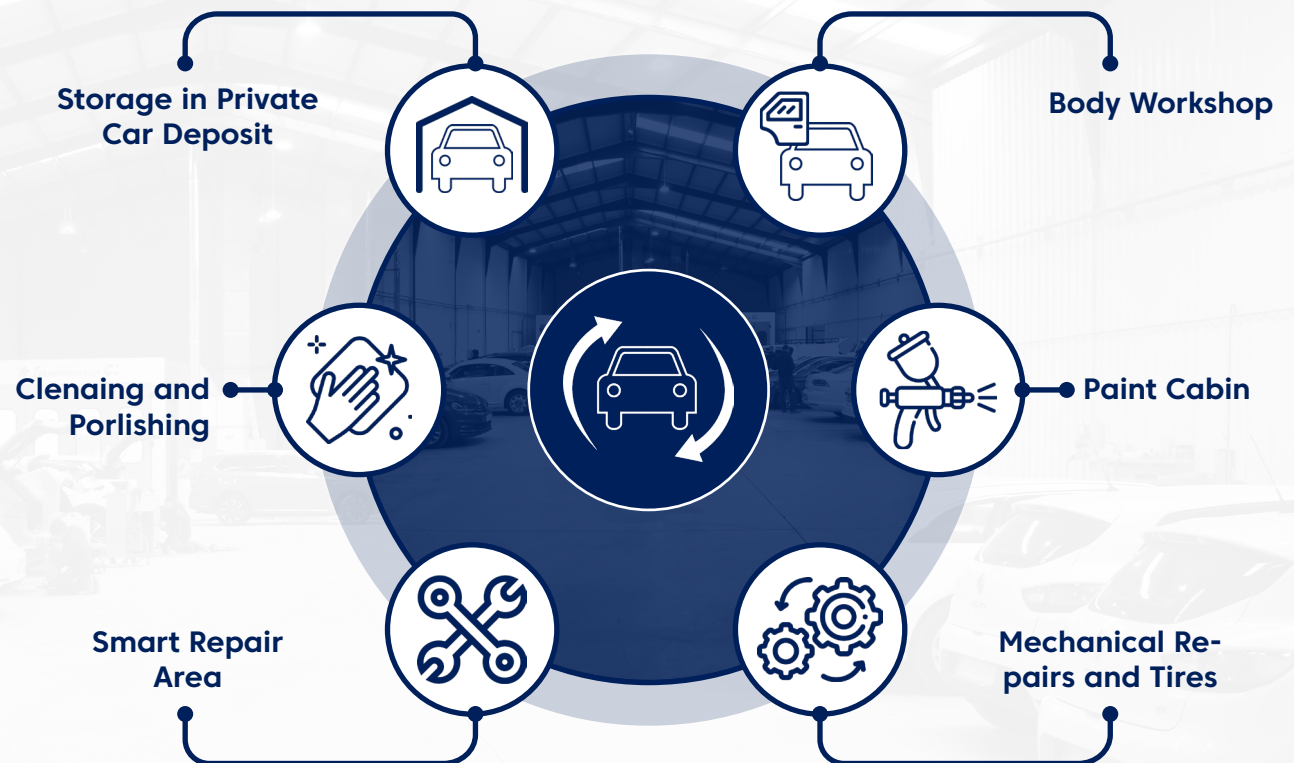 Storage in Private
Car Deposit
Body Workshop
Clenaing and
Porlishing
Paint Cabin
Smart Repair
Area
Mechanical Re-
pairs and Tires